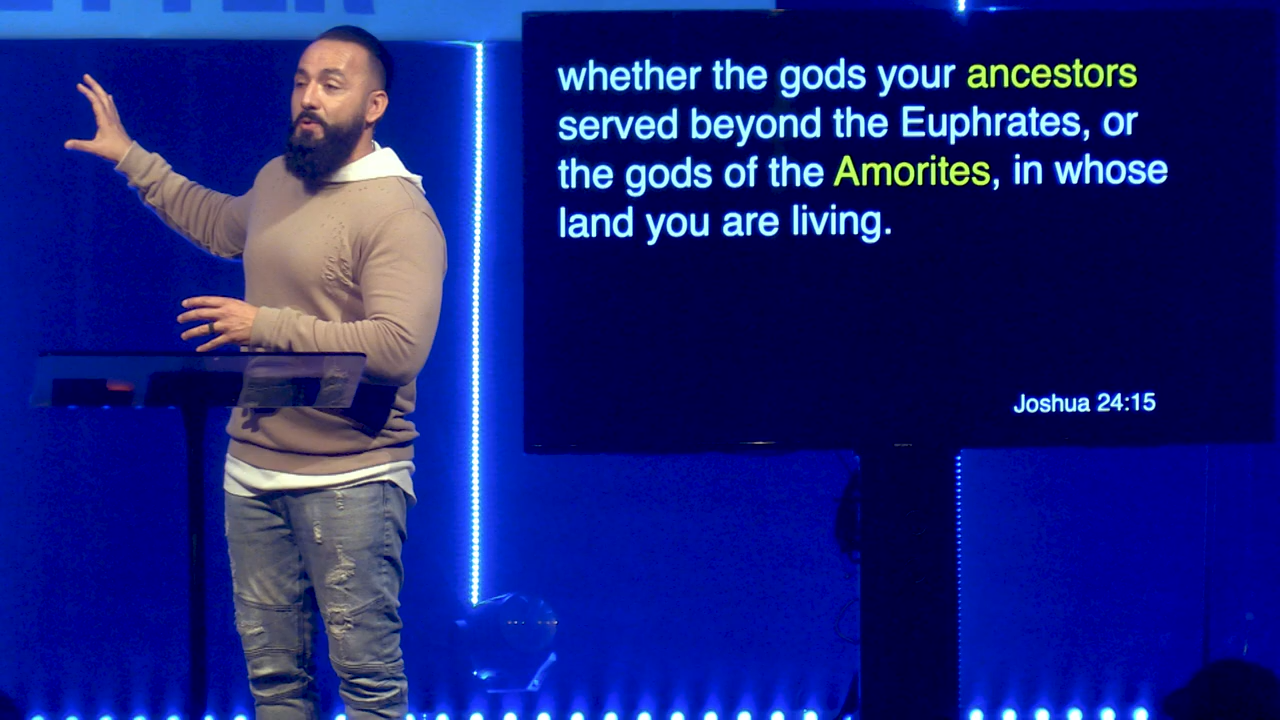 whether the gods your ancestors
served beyond the Euphrates, or
the gods of the Amorites, in whose
land you are living.
Joshua 24:15